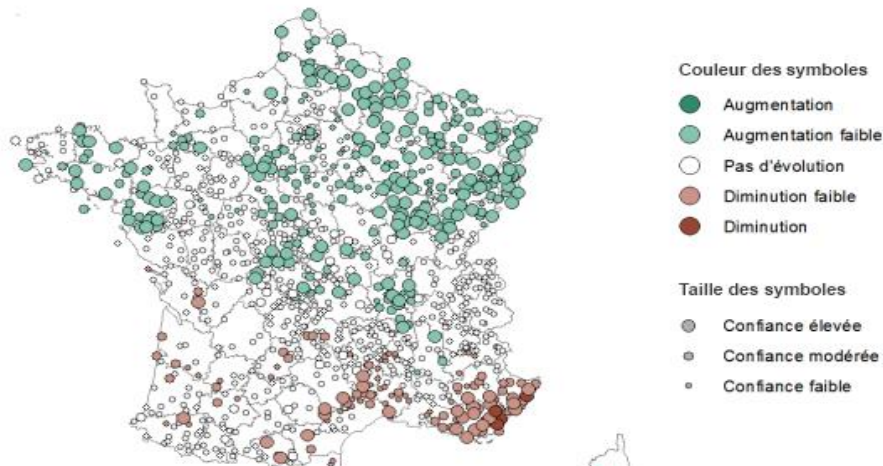 Couleur des symboles
Augmentation
Augmentation faible
Pas d'évolution
Diminution faible
Diminution
Taille des symboles
Confiance élevée
Confiance modérée
Confiance faible